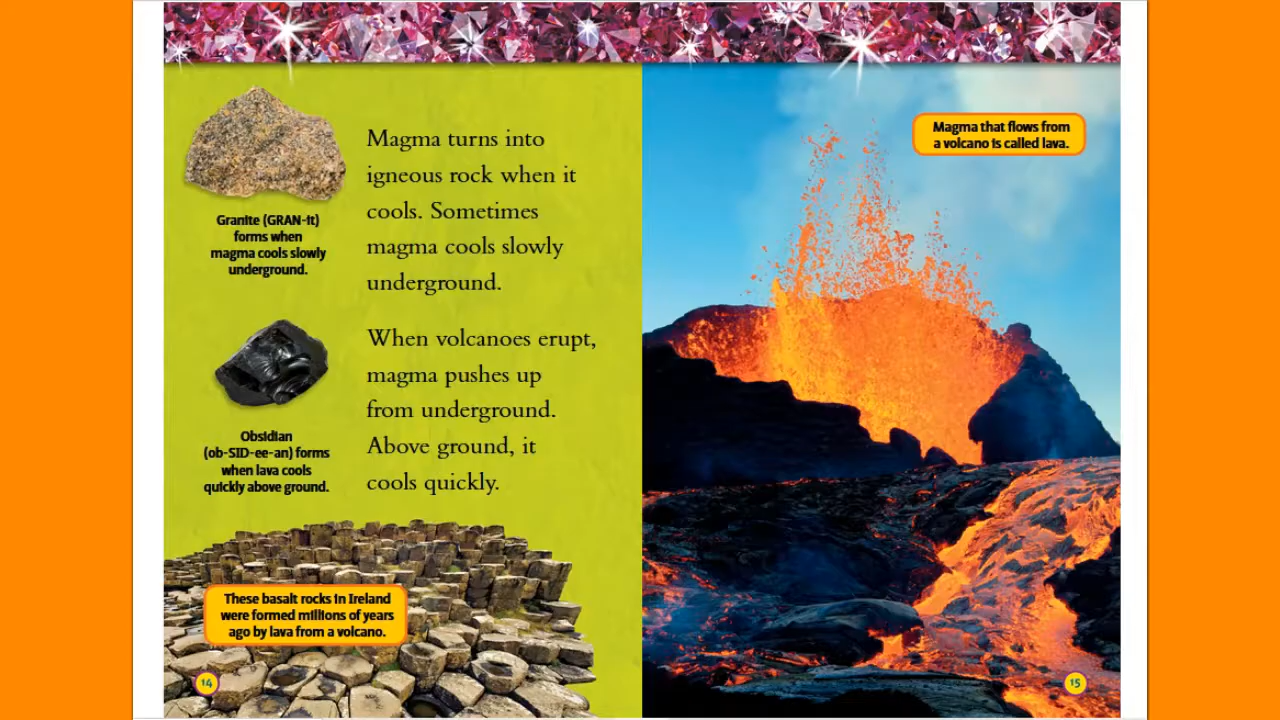 Granite (GRAN-it)
forms when
magma cools slowly
underground.
Magma turns into
igneous rock when it
cools. Sometimes
magma cools slowly
underground.
Obsidian
(ob-SID-ee-an) forms
when lava cools
quickly above ground.
When volcanoes erupt,
magma pushes up
from underground.
Above ground, it
cools quickly.
These basalt rocks in Ireland
were formed millions of years
ago by lava from a volcano.
14
Magma that flows from
a volcano is called lava.
15